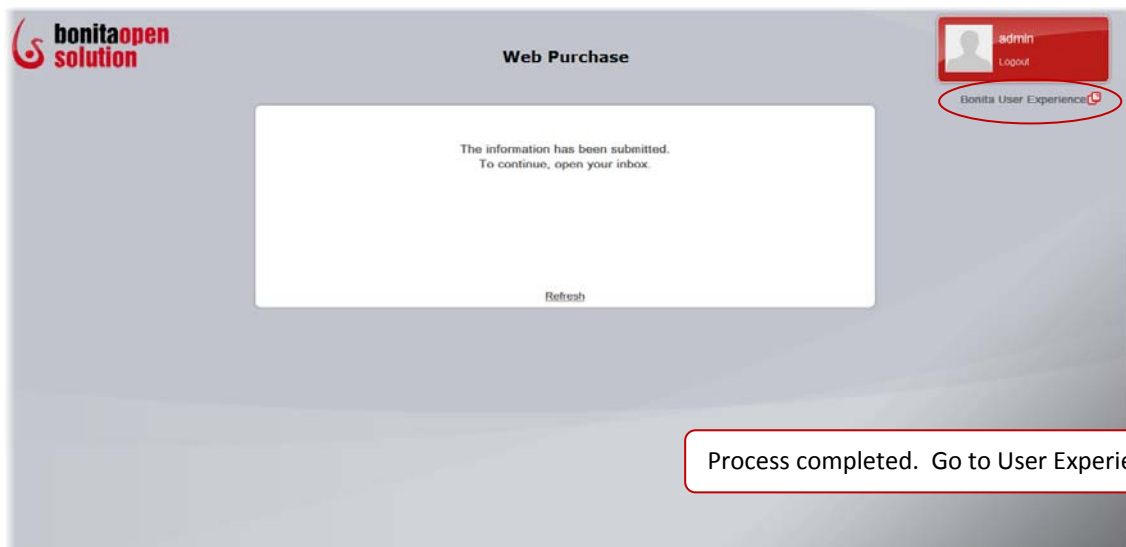 bonitaopen
solution
Web Purchase
admin
Logout
Bonita User Experience
The information has been submitted.
To continue, open your inbox.
Refresh
Process completed.  Go to User Experie